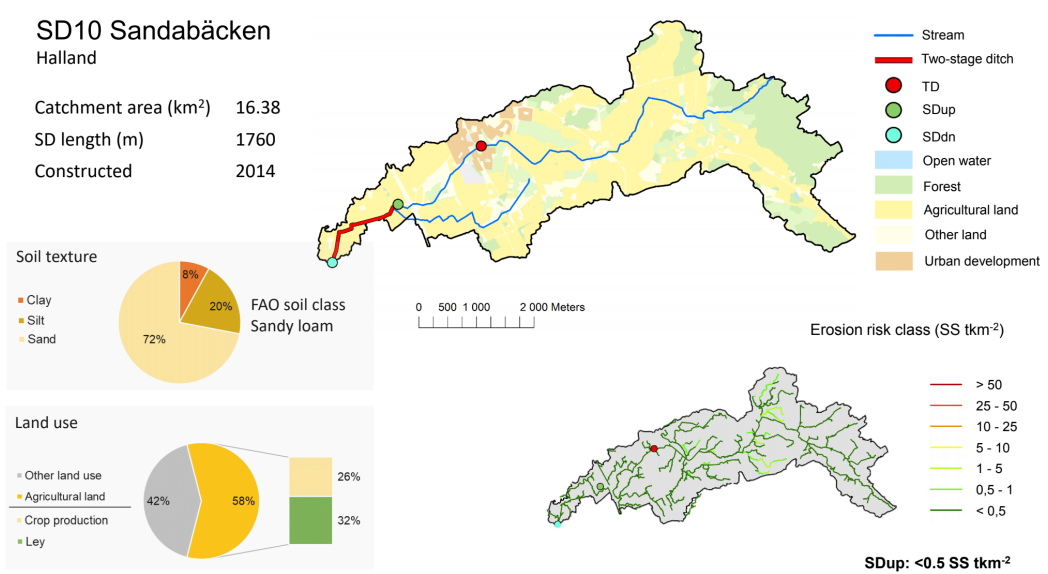 SD10 Sandabäcken
Halland
Catchment area (km²) 16.38
SD length (m) 1760
Constructed 2014
Stream
Two-stage ditch
TD
SDup
SDdn
Open water
Forest
Agricultural land
Other land
Urban development
0 500 1 000 2 000 Meters
Soil texture
Clay
Silt
Sand
8%
20%
72%
FAO soil class
Sandy loam
Land use
Other land use
Agricultural land
Crop production
Ley
42%
58%
26%
32%
Erosion risk class (SS tkm⁻²)
> 50
25 - 50
10 - 25
5 - 10
1 - 5
0,5 - 1
< 0,5
SDup: <0.5 SS tkm⁻²